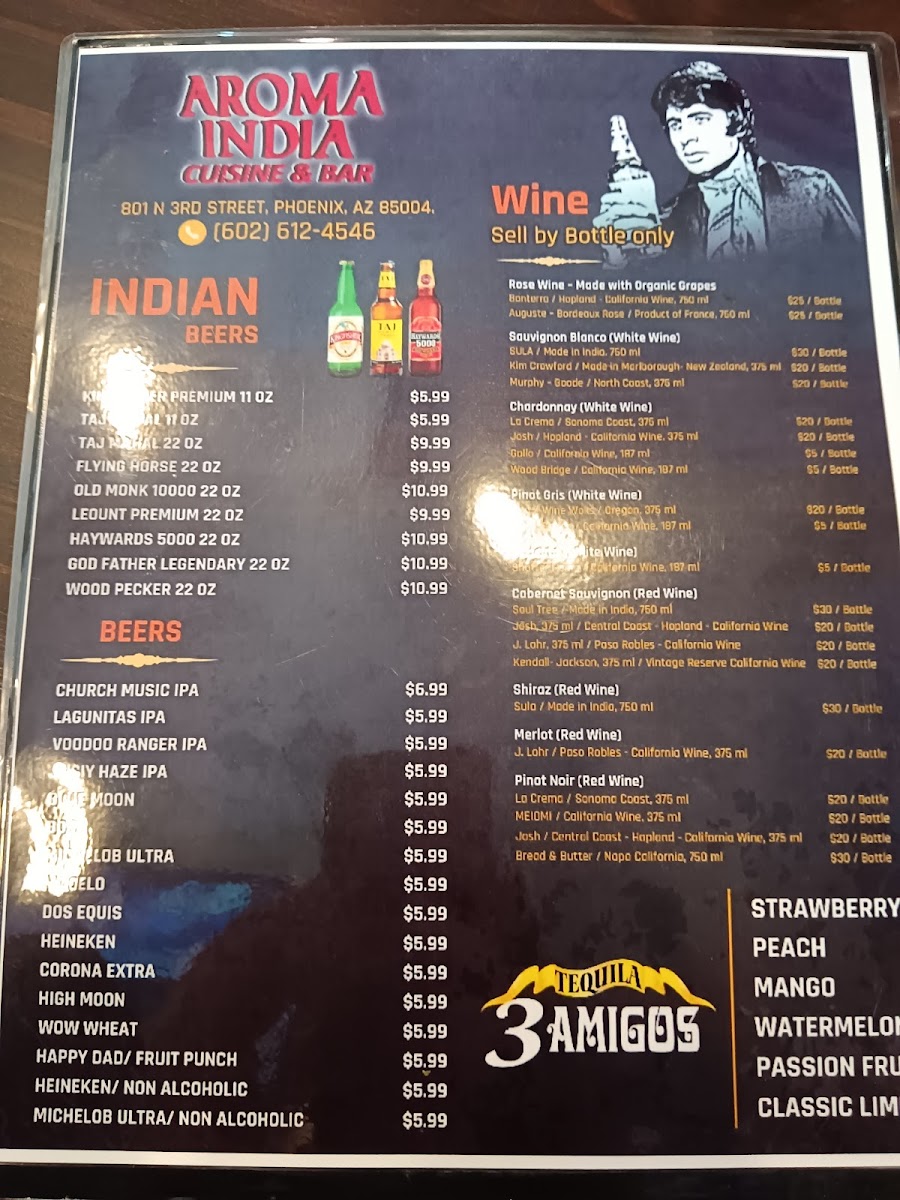 AROMA
INDIA
CUISINE & BAR
801 N 3RD STREET, PHOENIX, AZ 85004.
(602) 612-4546
INDIAN
BEERS
TAJ
HAYWARDS
5000
PREMIUM 11 OZ $5.99
TAJ 11 OZ $5.99
TAJ MAHAL 22 OZ $9.99
FLYING HORSE 22 OZ $9.99
OLD MONK 10000 22 OZ $10.99
LEOUNT PREMIUM 22 OZ $9.99
HAYWARDS 5000 22 OZ $10.99
GOD FATHER LEGENDARY 22 OZ $10.99
WOOD PECKER 22 OZ $10.99
BEERS
CHURCH MUSIC IPA $6.99
LAGUNITAS IPA $5.99
VOODOO RANGER IPA $5.99
HAZE IPA $5.99
MOON $5.99
$5.99
MICHELOB ULTRA $5.99
$5.99
DOS EQUIS $5.99
HEINEKEN $5.99
CORONA EXTRA $5.99
HIGH MOON $5.99
WOW WHEAT $5.99
HAPPY DAD/ FRUIT PUNCH $5.99
HEINEKEN/ NON ALCOHOLIC $5.99
MICHELOB ULTRA/ NON ALCOHOLIC $5.99
Wine
Sell by Bottle only
Rose Wine - Made with Organic Grapes
Bonterra / Hopland - California Wine, 750 ml $25 / Bottle
Auguste - Bordeaux Rose / Product of France, 750 ml $25 / Bottle
Sauvignon Blanco (White Wine)
SULA / Made in India, 750 ml $30 / Bottle
Kim Crawford / Made in Marlborough- New Zealand, 375 ml $20 / Bottle
Murphy - Goode / North Coast, 375 ml $20 / Bottle
Chardonnay (White Wine)
La Crema / Sonoma Coast, 375 ml $20 / Bottle
Josh / Hopland - California Wine, 375 ml $20 / Bottle
Gallo / California Wine, 187 ml $5 / Bottle
Wood Bridge / California Wine, 187 ml $5 / Bottle
Pinot Gris (White Wine)
Wine Works / Oregon, 375 ml $20 / Bottle
California Wine, 187 ml $5 / Bottle
Wine)
California Wine, 187 ml $5 / Bottle
Cabernet Sauvignon (Red Wine)
Soul Tree / Made in India, 750 ml $30 / Bottle
Josh, 375 ml / Central Coast - Hopland - California Wine $20 / Bottle
J. Lohr, 375 ml / Paso Robles - California Wine $20 / Bottle
Kendall- Jackson, 375 ml / Vintage Reserve California Wine $20 / Bottle
Shiraz (Red Wine)
Sula / Made in India, 750 ml $30 / Bottle
Merlot (Red Wine)
J. Lohr / Paso Robles - California Wine, 375 ml $20 / Bottle
Pinot Noir (Red Wine)
La Crema / Sonoma Coast, 375 ml $20 / Bottle
MEIOMI / California Wine, 375 ml $20 / Bottle
Josh / Central Coast - Hopland - California Wine, 375 ml $20 / Bottle
Bread & Butter / Napa California, 750 ml $30 / Bottle
TEQUILA
3 AMIGOS
STRAWBERRY
PEACH
MANGO
WATERMELON
PASSION FRU
CLASSIC LIM